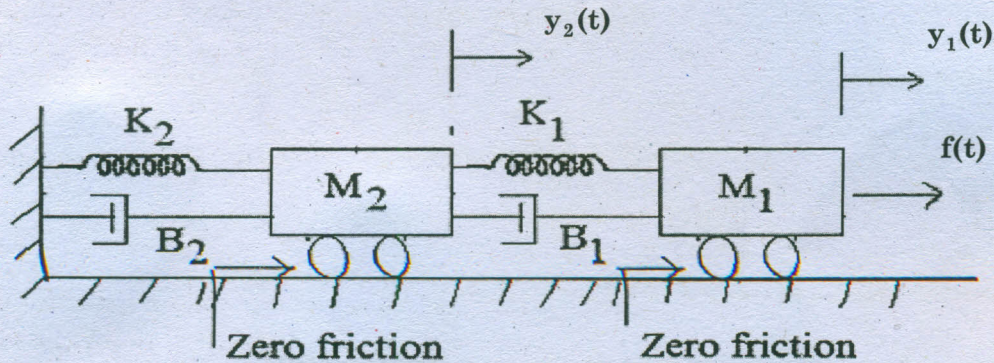 y₂(t)
y₁(t)
K₂
K₁
f(t)
M₂
M₁
B₂
B₁
Zero friction
Zero friction